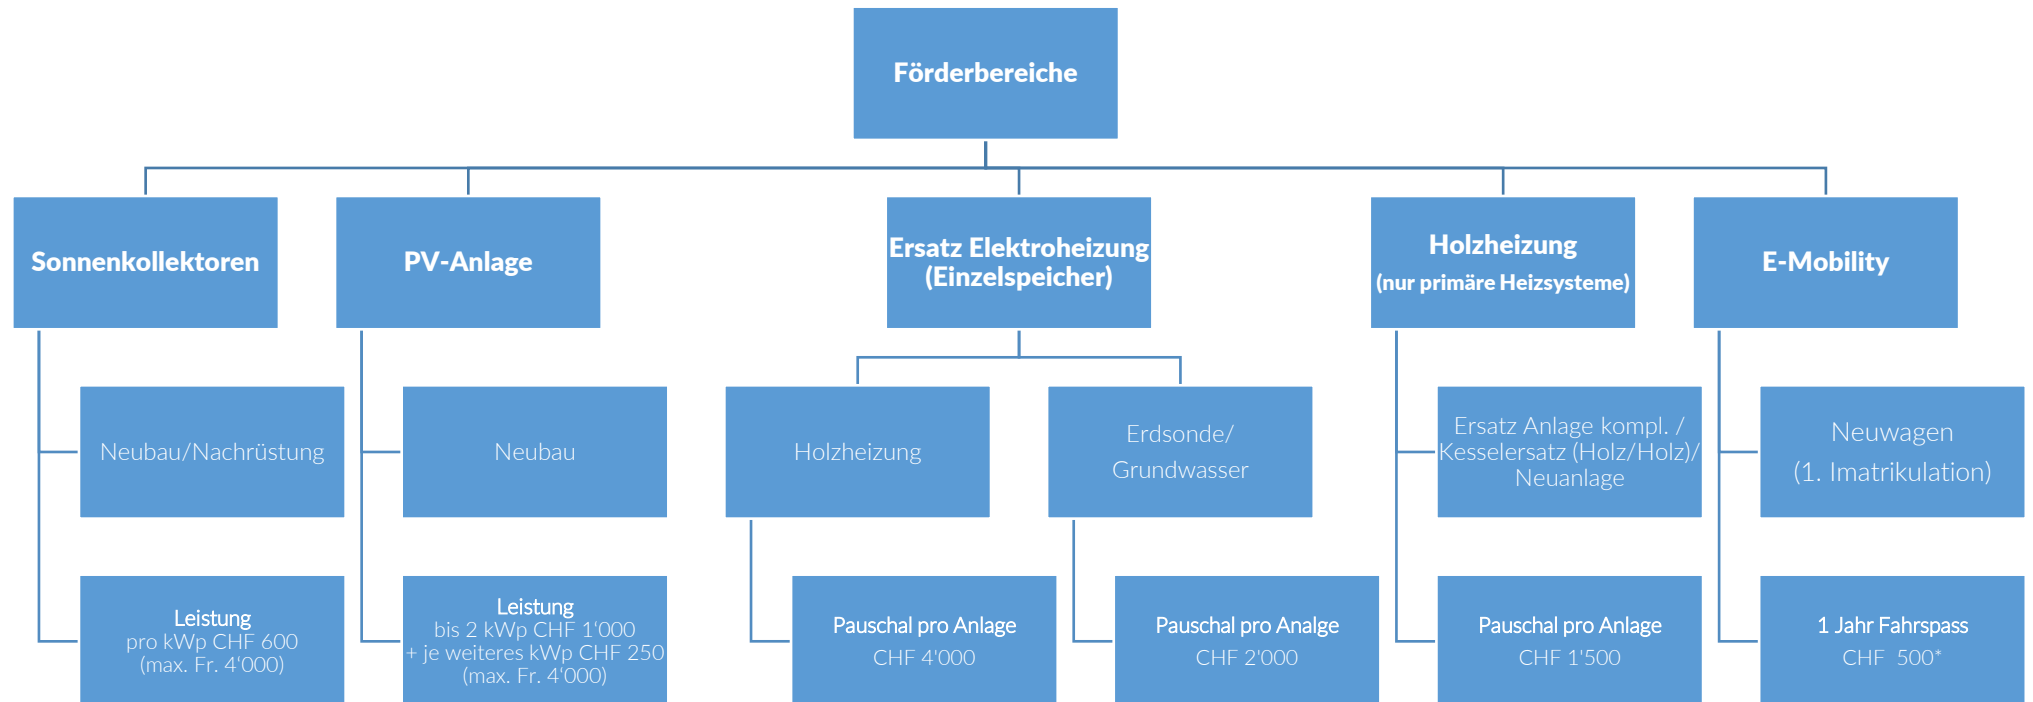 Förderbereiche
Sonnenkollektoren
PV-Anlage
Ersatz Elektroheizung
(Einzelspeicher)
Holzheizung
(nur primäre Heizsysteme)
E-Mobility
Neubau/Nachrüstung
Neubau
Holzheizung
Erdsonde/
Grundwasser
Ersatz Anlage kompl. /
Kesselersatz (Holz/Holz)/
Neuanlage
Neuwagen
(1. Imatrikulation)
Leistung
pro kWp CHF 600
(max. Fr. 4‘000)
Leistung
bis 2 kWp CHF 1‘000
+ je weiteres kWp CHF 250
(max. Fr. 4‘000)
Pauschal pro Anlage
CHF 4'000
Pauschal pro Analge
CHF 2'000
Pauschal pro Anlage
CHF 1'500
1 Jahr Fahrspass
CHF  500*